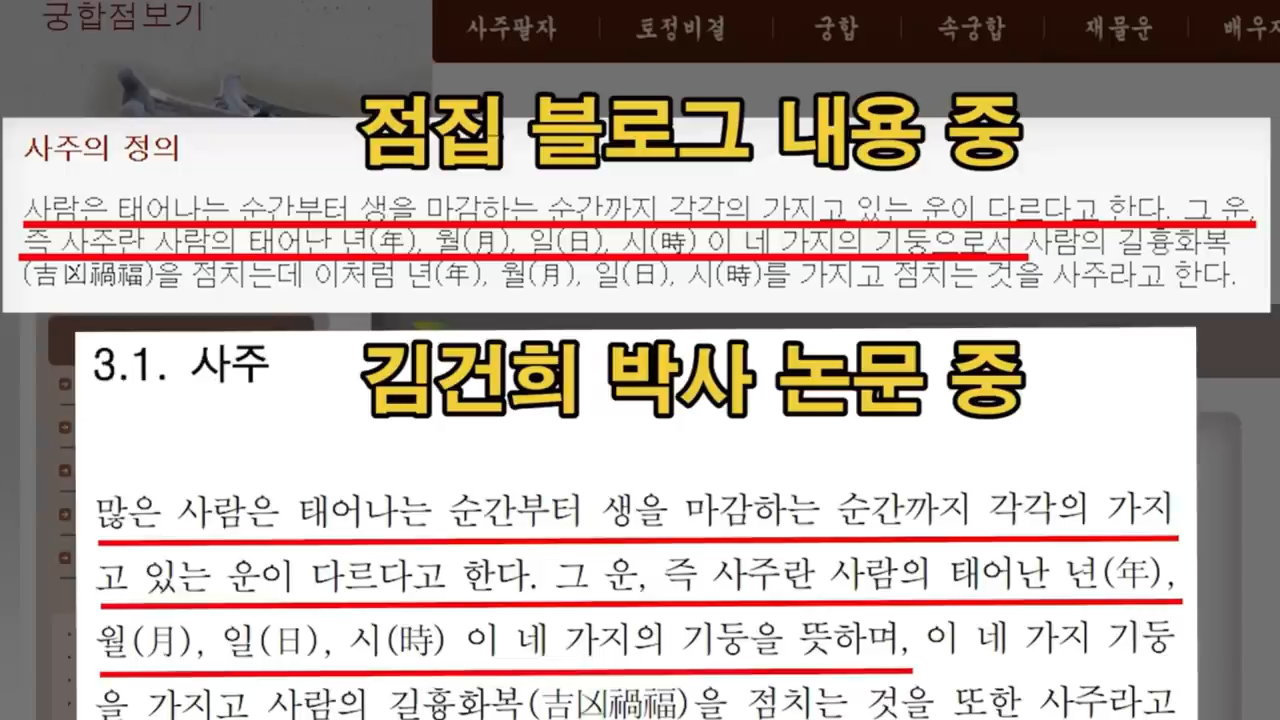 궁합점보기
사주팔자 토정비결 궁합 속궁합 재물운 배우자
점집 블로그 내용 중
사주의 정의
사람은 태어나는 순간부터 생을 마감하는 순간까지 각각의 가지고 있는 운이 다르다고 한다. 그 운,
즉 사주란 사람의 태어난 년(年), 월(月), 일(日), 시(時) 이 네 가지의 기둥으로서 사람의 길흉화복
(吉凶禍福)을 점치는데 이처럼 년(年), 월(月), 일(日), 시(時)를 가지고 점치는 것을 사주라고 한다.
3.1. 사주
김건희 박사 논문 중
많은 사람은 태어나는 순간부터 생을 마감하는 순간까지 각각의 가지
고 있는 운이 다르다고 한다. 그 운, 즉 사주란 사람의 태어난 년(年),
월(月), 일(日), 시(時) 이 네 가지의 기둥을 뜻하며, 이 네 가지 기둥
을 가지고 사람의 길흉화복(吉凶禍福)을 점치는 것을 또한 사주라고